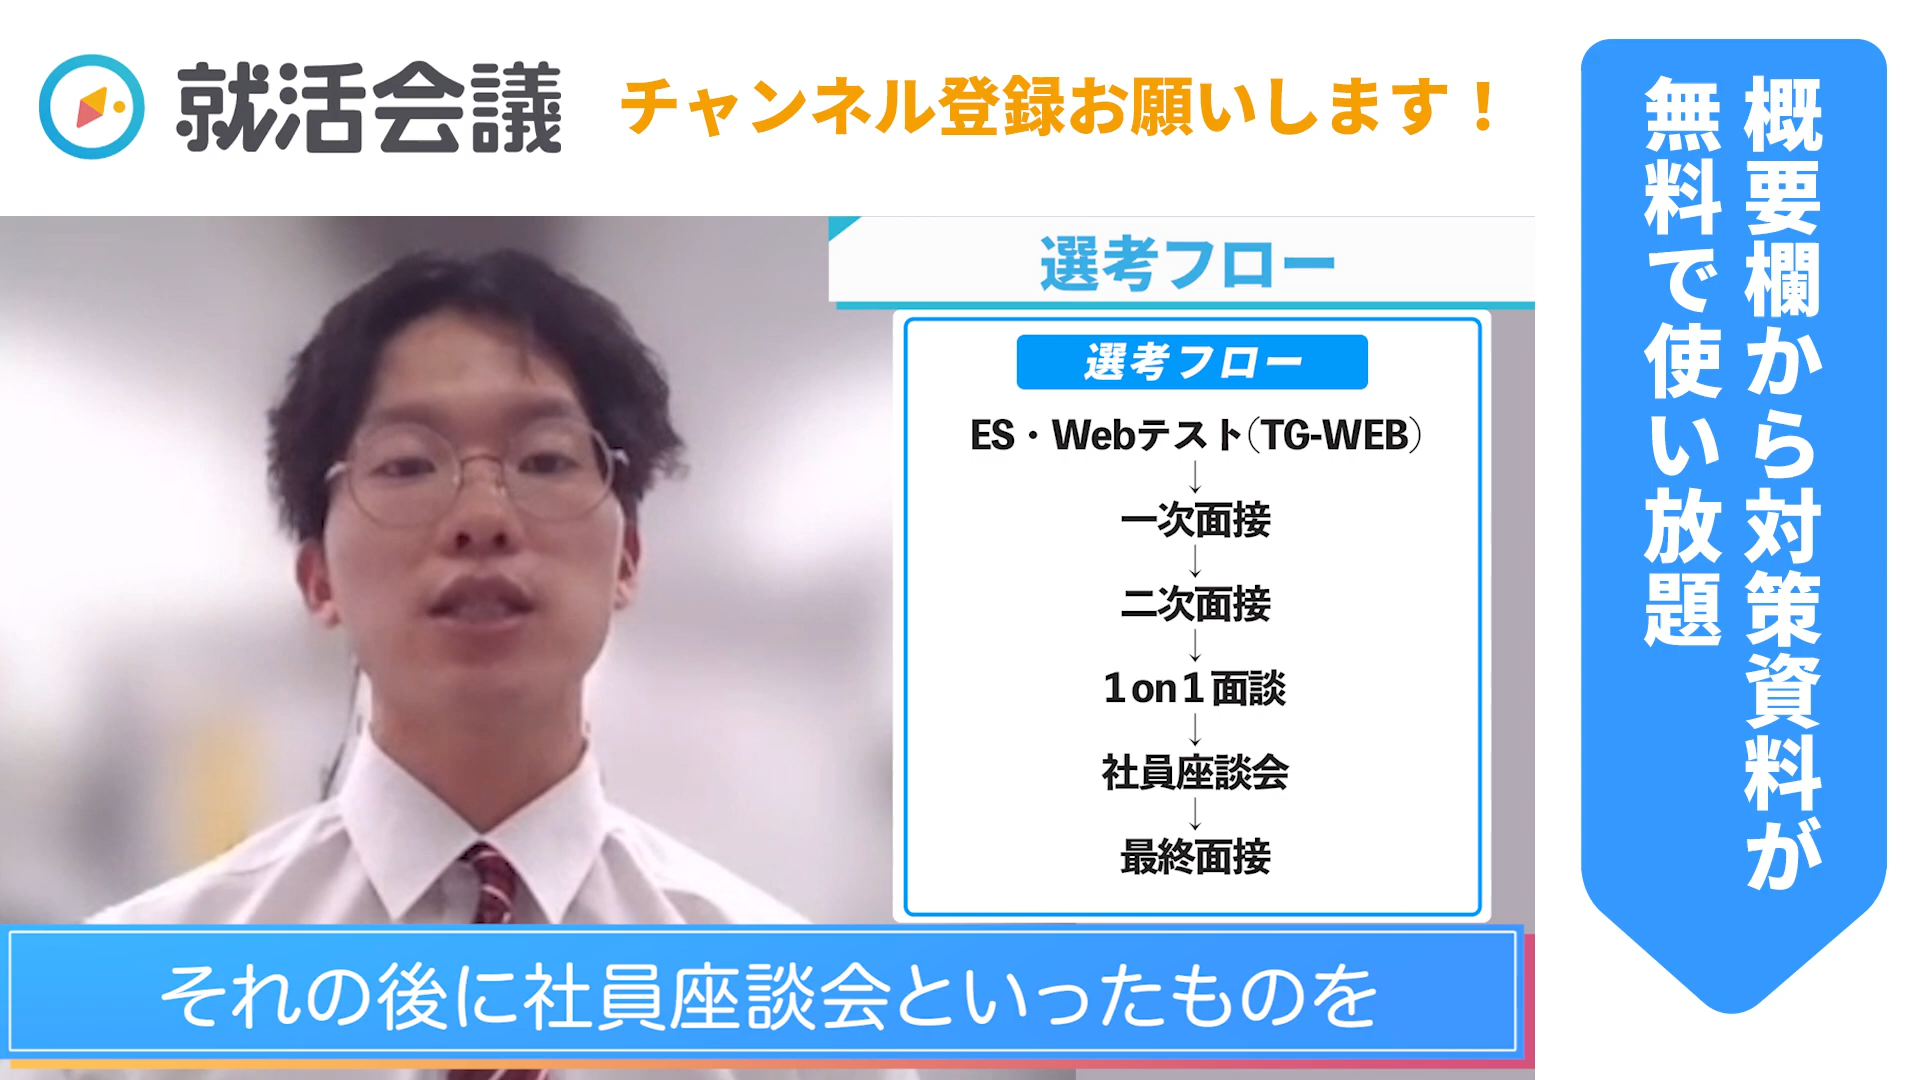 就活会議
チャンネル登録お願いします！
概要欄から対策資料が
無料で使い放題
選考フロー
選考フロー
ES・Webテスト（TG-WEB）
↓
一次面接
↓
二次面接
↓
1on1面談
↓
社員座談会
↓
最終面接
それの後に社員座談会といったものを